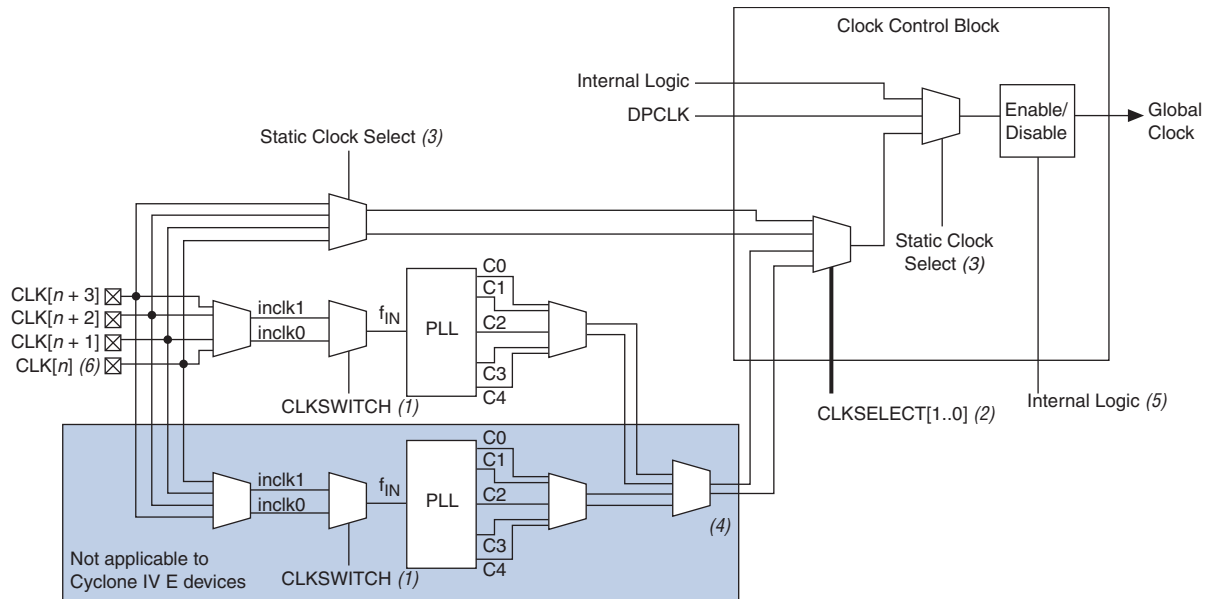 Clock Control Block
Internal Logic
DPCLK
Enable/
Disable
Global
Clock
Static Clock Select (3)
Static Clock
Select (3)
CLK[n + 3]
CLK[n + 2]
CLK[n + 1]
CLK[n] (6)
inclk1
inclk0
CLKSWITCH (1)
fIN
PLL
C0
C1
C2
C3
C4
CLKSELECT[1..0] (2)
Internal Logic (5)
inclk1
inclk0
CLKSWITCH (1)
fIN
PLL
C0
C1
C2
C3
C4
(4)
Not applicable to
Cyclone IV E devices